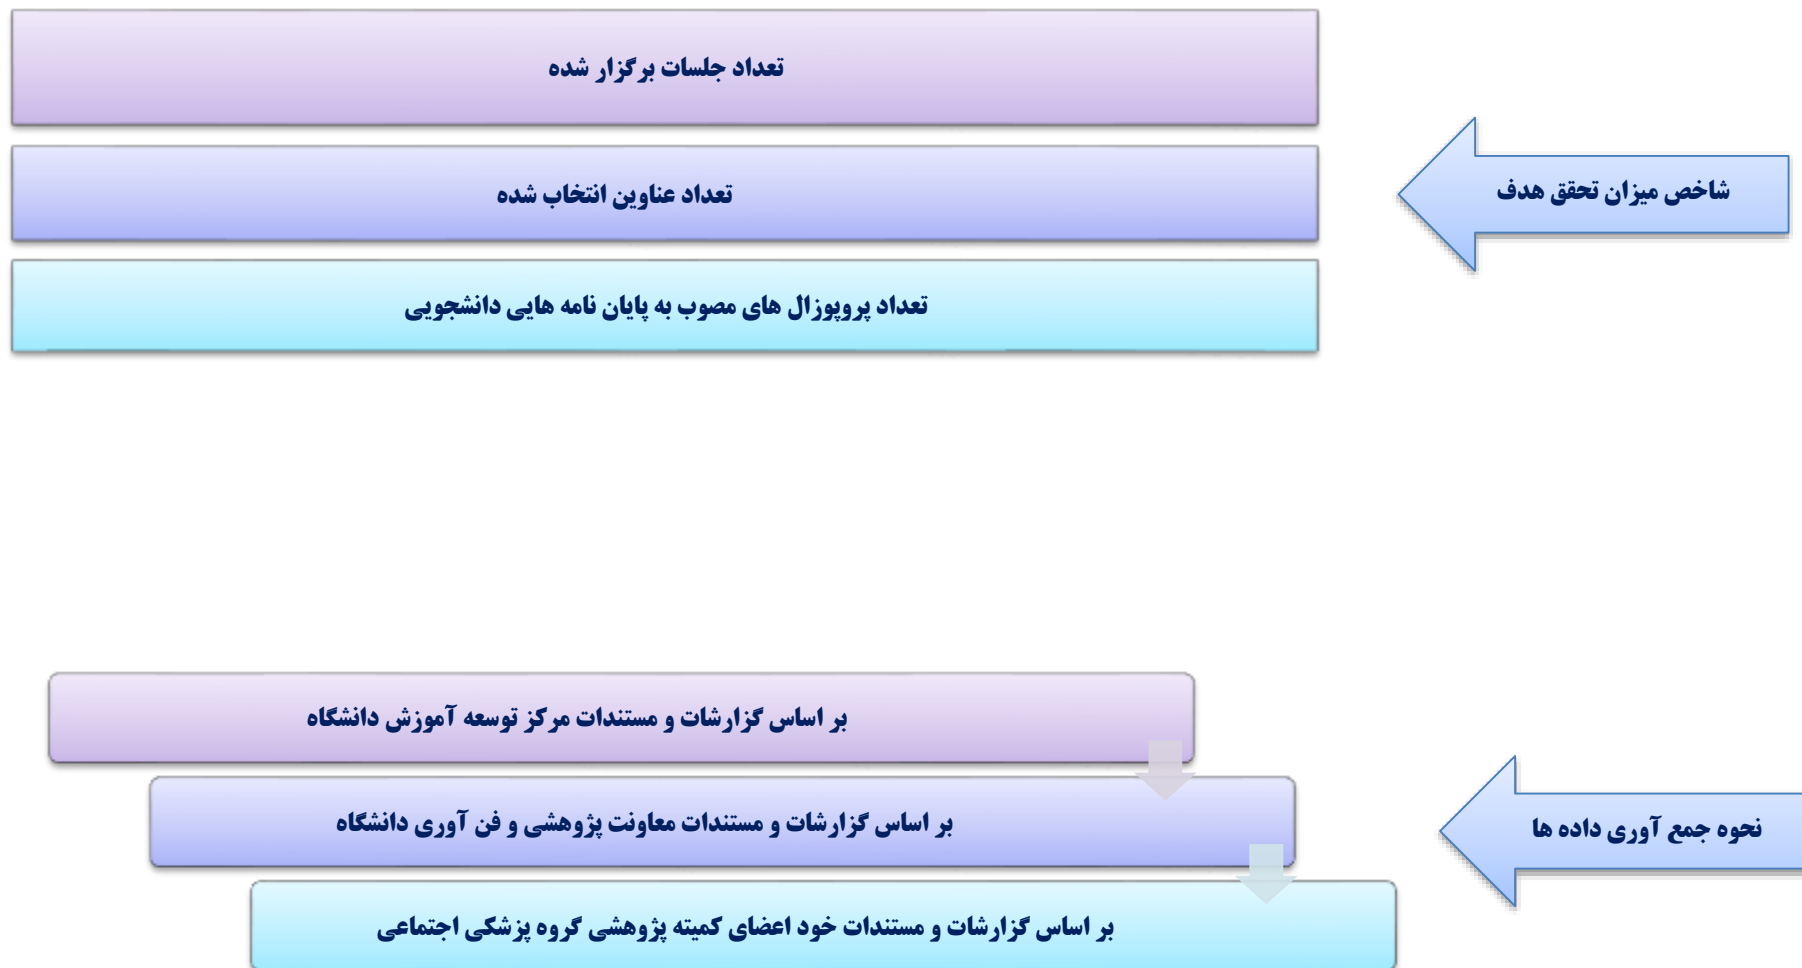 شاخص میزان تحقق هدف
تعداد جلسات برگزار شده
تعداد عناوین انتخاب شده
تعداد پروپوزال های مصوب به پایان نامه هایی دانشجویی
نحوه جمع آوری داده ها
بر اساس گزارشات و مستندات مرکز توسعه آموزش دانشگاه
بر اساس گزارشات و مستندات معاونت پژوهشی و فن آوری دانشگاه
بر اساس گزارشات و مستندات خود اعضای کمیته پژوهشی گروه پزشکی اجتماعی